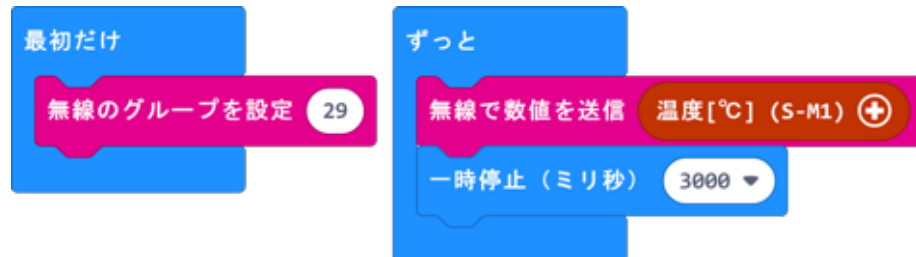 最初だけ
無線のグループを設定 29
ずっと
無線で数値を送信 温度[℃] (S-M1)
一時停止 (ミリ秒) 3000